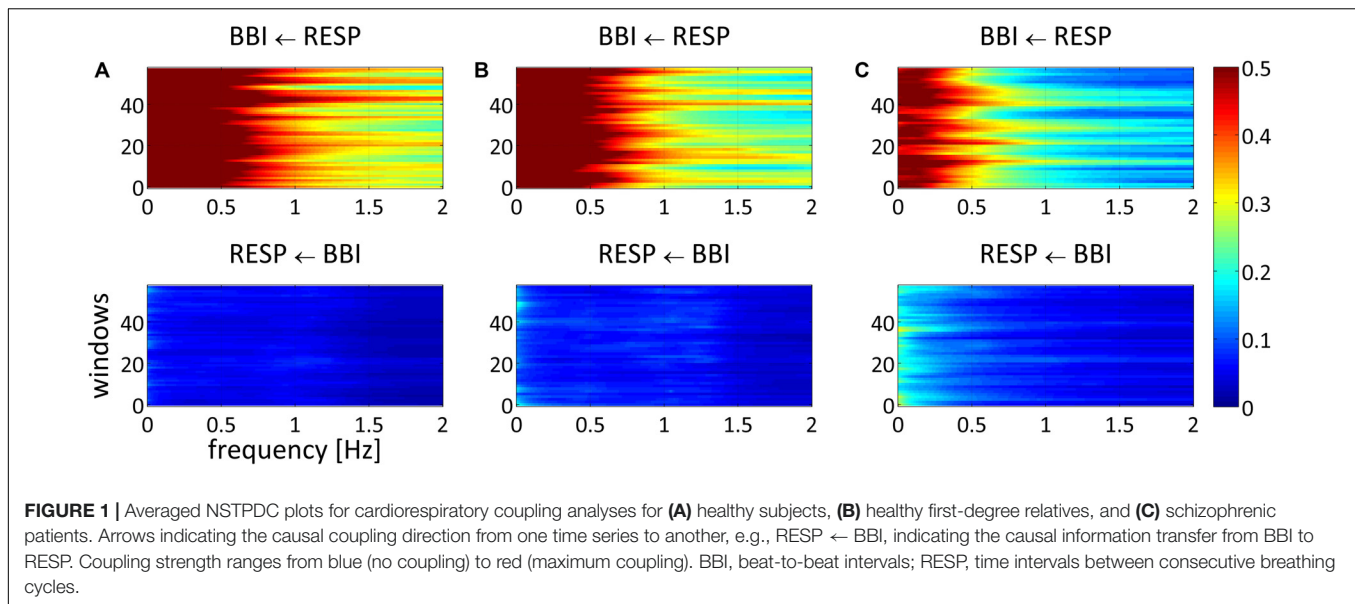 BBI ← RESP BBI ← RESP BBI ← RESP
A B C
40
20
0
0 0.5 1 1.5 2
40
20
0
0 0.5 1 1.5 2
40
20
0
0 0.5 1 1.5 2
RESP ← BBI RESP ← BBI RESP ← BBI
windows
40
20
0
0 0.5 1 1.5 2
frequency [Hz]
40
20
0
0 0.5 1 1.5 2
40
20
0
0 0.5 1 1.5 2
0.5
0.4
0.3
0.2
0.1
0
FIGURE 1 | Averaged NSTPDC plots for cardiorespiratory coupling analyses for (A) healthy subjects, (B) healthy first-degree relatives, and (C) schizophrenic
patients. Arrows indicating the causal coupling direction from one time series to another, e.g., RESP ← BBI, indicating the causal information transfer from BBI to
RESP. Coupling strength ranges from blue (no coupling) to red (maximum coupling). BBI, beat-to-beat intervals; RESP, time intervals between consecutive breathing
cycles.